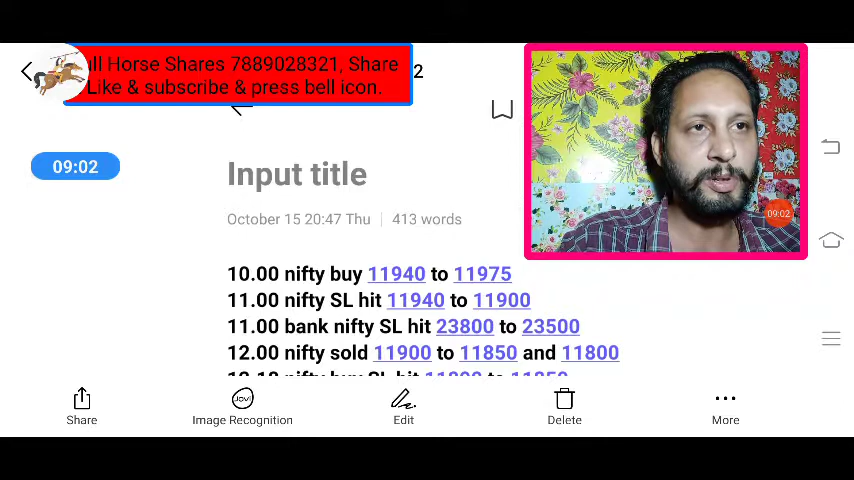 ll Horse Shares 7889028321, Share
Like & subscribe & press bell icon.
2
09:02
Input title
October 15 20:47 Thu | 413 words
09:02
10.00 nifty buy 11940 to 11975
11.00 nifty SL hit 11940 to 11900
11.00 bank nifty SL hit 23800 to 23500
12.00 nifty sold 11900 to 11850 and 11800
Share
Jovi
Image Recognition
Edit
Delete
More